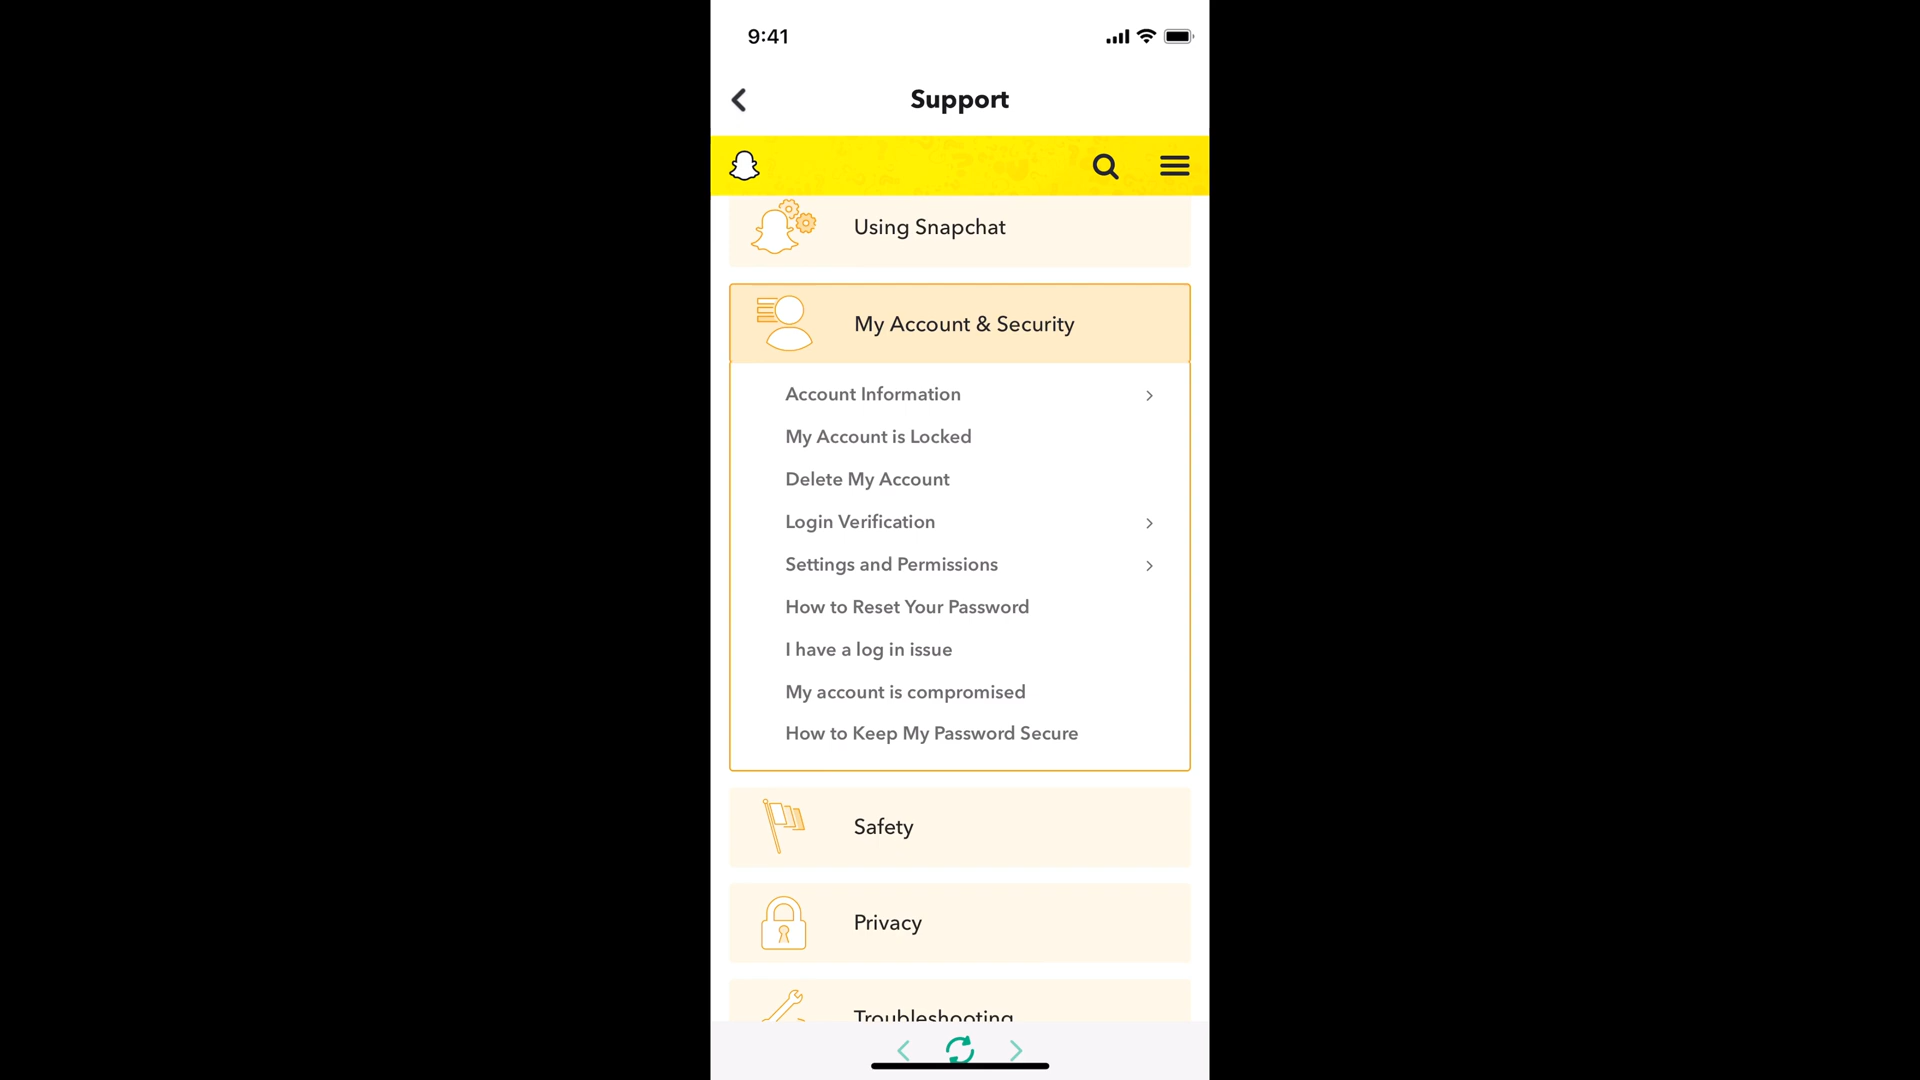 9:41
Support
Using Snapchat
My Account & Security
Account Information
My Account is Locked
Delete My Account
Login Verification
Settings and Permissions
How to Reset Your Password
I have a log in issue
My account is compromised
How to Keep My Password Secure
Safety
Privacy
Troubleshooting